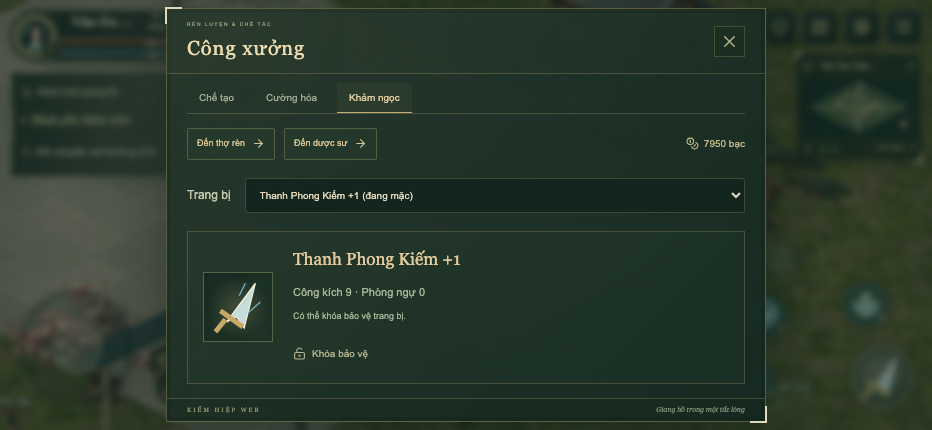 RÈN LUYỆN & CHẾ TÁC
Công xưởng
Chế tạo
Cường hóa
Khảm ngọc
Đến thợ rèn
Đến dược sư
7950 bạc
Trang bị
Thanh Phong Kiếm +1 (đang mặc)
Thanh Phong Kiếm +1
Công kích 9 · Phòng ngự 0
Có thể khóa bảo vệ trang bị.
Khóa bảo vệ
KIẾM HIỆP WEB
Giang hồ trong một tấc lòng